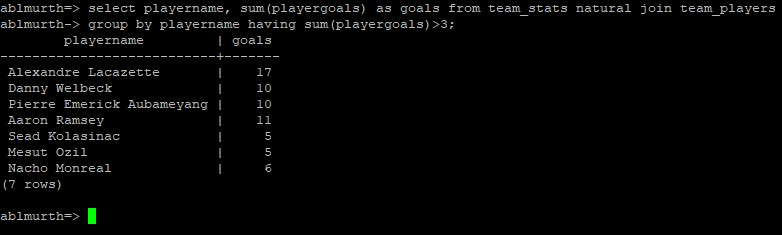 ablmurth=> select playername, sum(playergoals) as goals from team_stats natural join team_players
ablmurth-> group by playername having sum(playergoals)>3;
        playername         | goals
---------------------------+-------
 Alexandre Lacazette       |    17
 Danny Welbeck             |    10
 Pierre Emerick Aubameyang |    10
 Aaron Ramsey              |    11
 Sead Kolasinac            |     5
 Mesut Ozil                |     5
 Nacho Monreal             |     6
(7 rows)
ablmurth=>